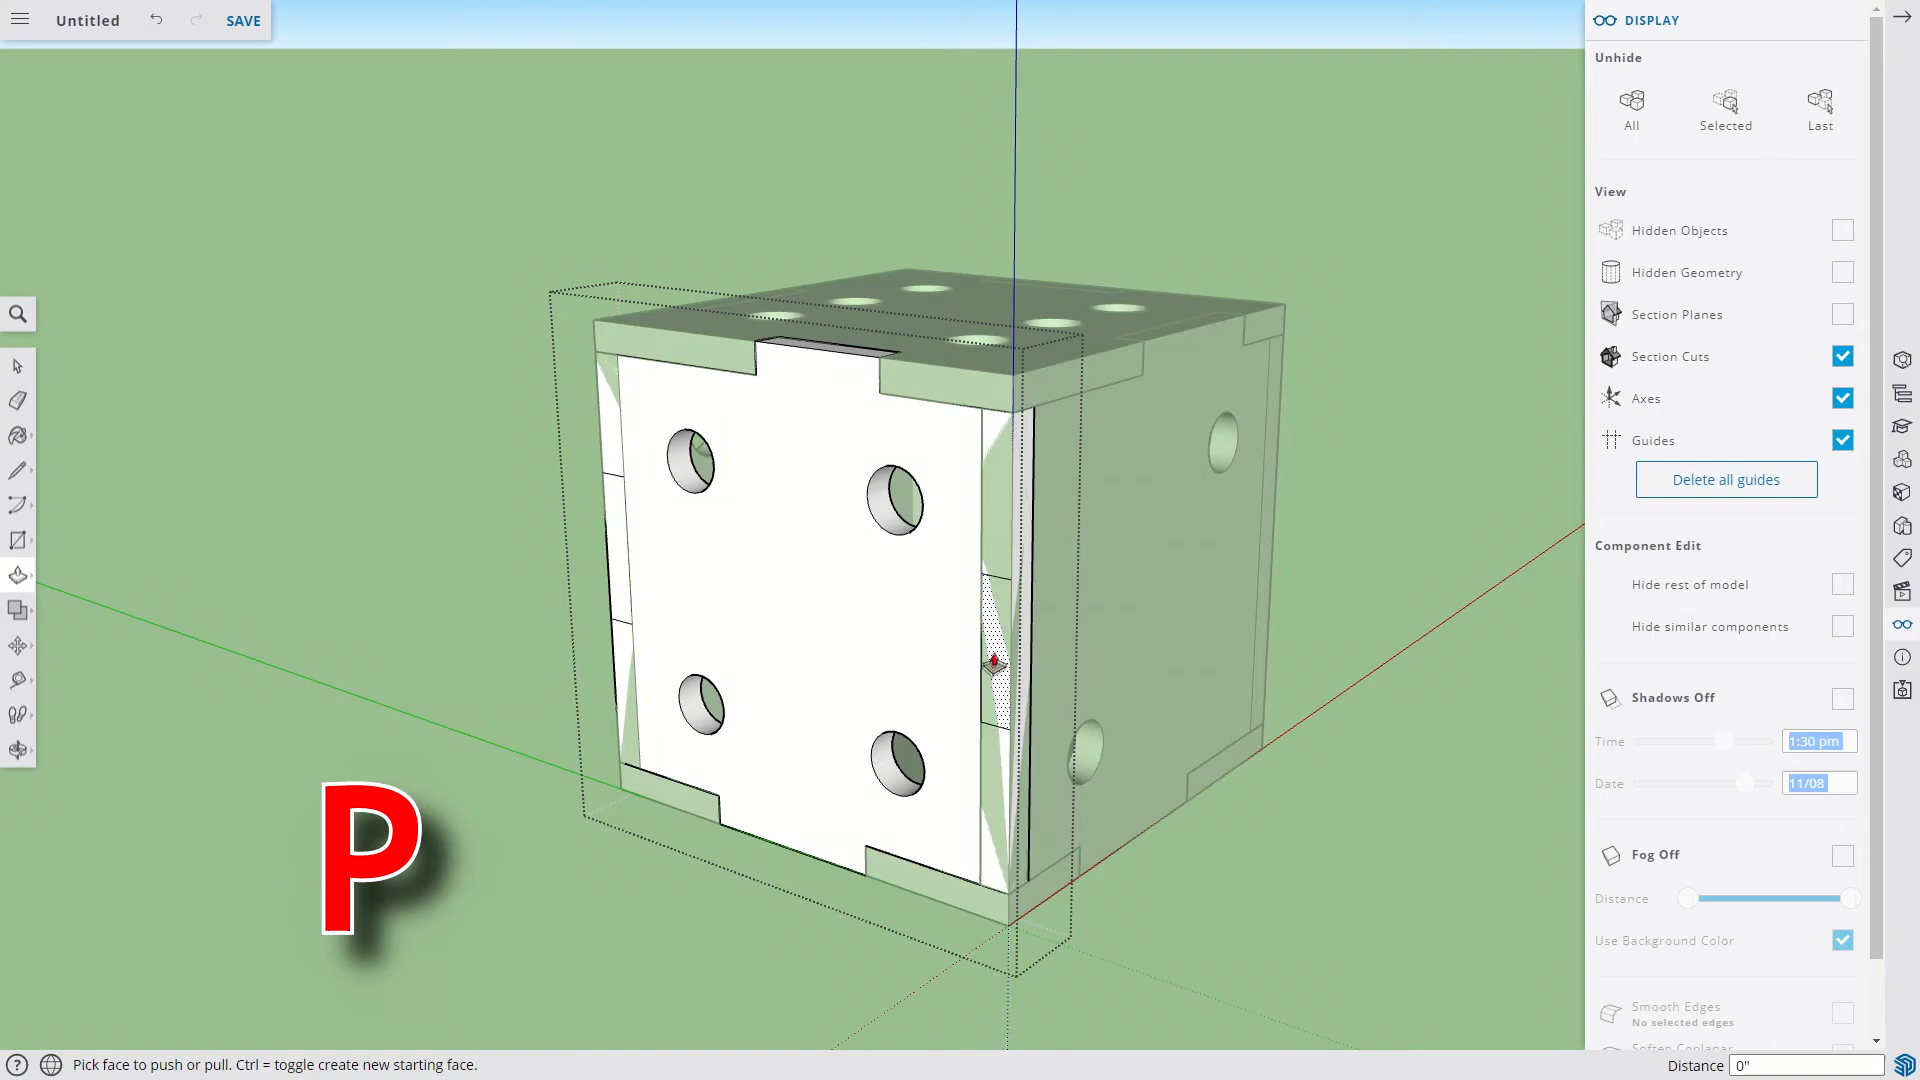 Untitled
SAVE
DISPLAY
Unhide
All
Selected
Last
View
Hidden Objects
Hidden Geometry
Section Planes
Section Cuts
Axes
Guides
Delete all guides
Component Edit
Hide rest of model
Hide similar components
Shadows Off
Time
1:30 pm
Date
11/08
Fog Off
Distance
Use Background Color
Smooth Edges
No selected edges
Soften Coplanar
P
Pick face to push or pull. Ctrl = toggle create new starting face.
Distance
0"